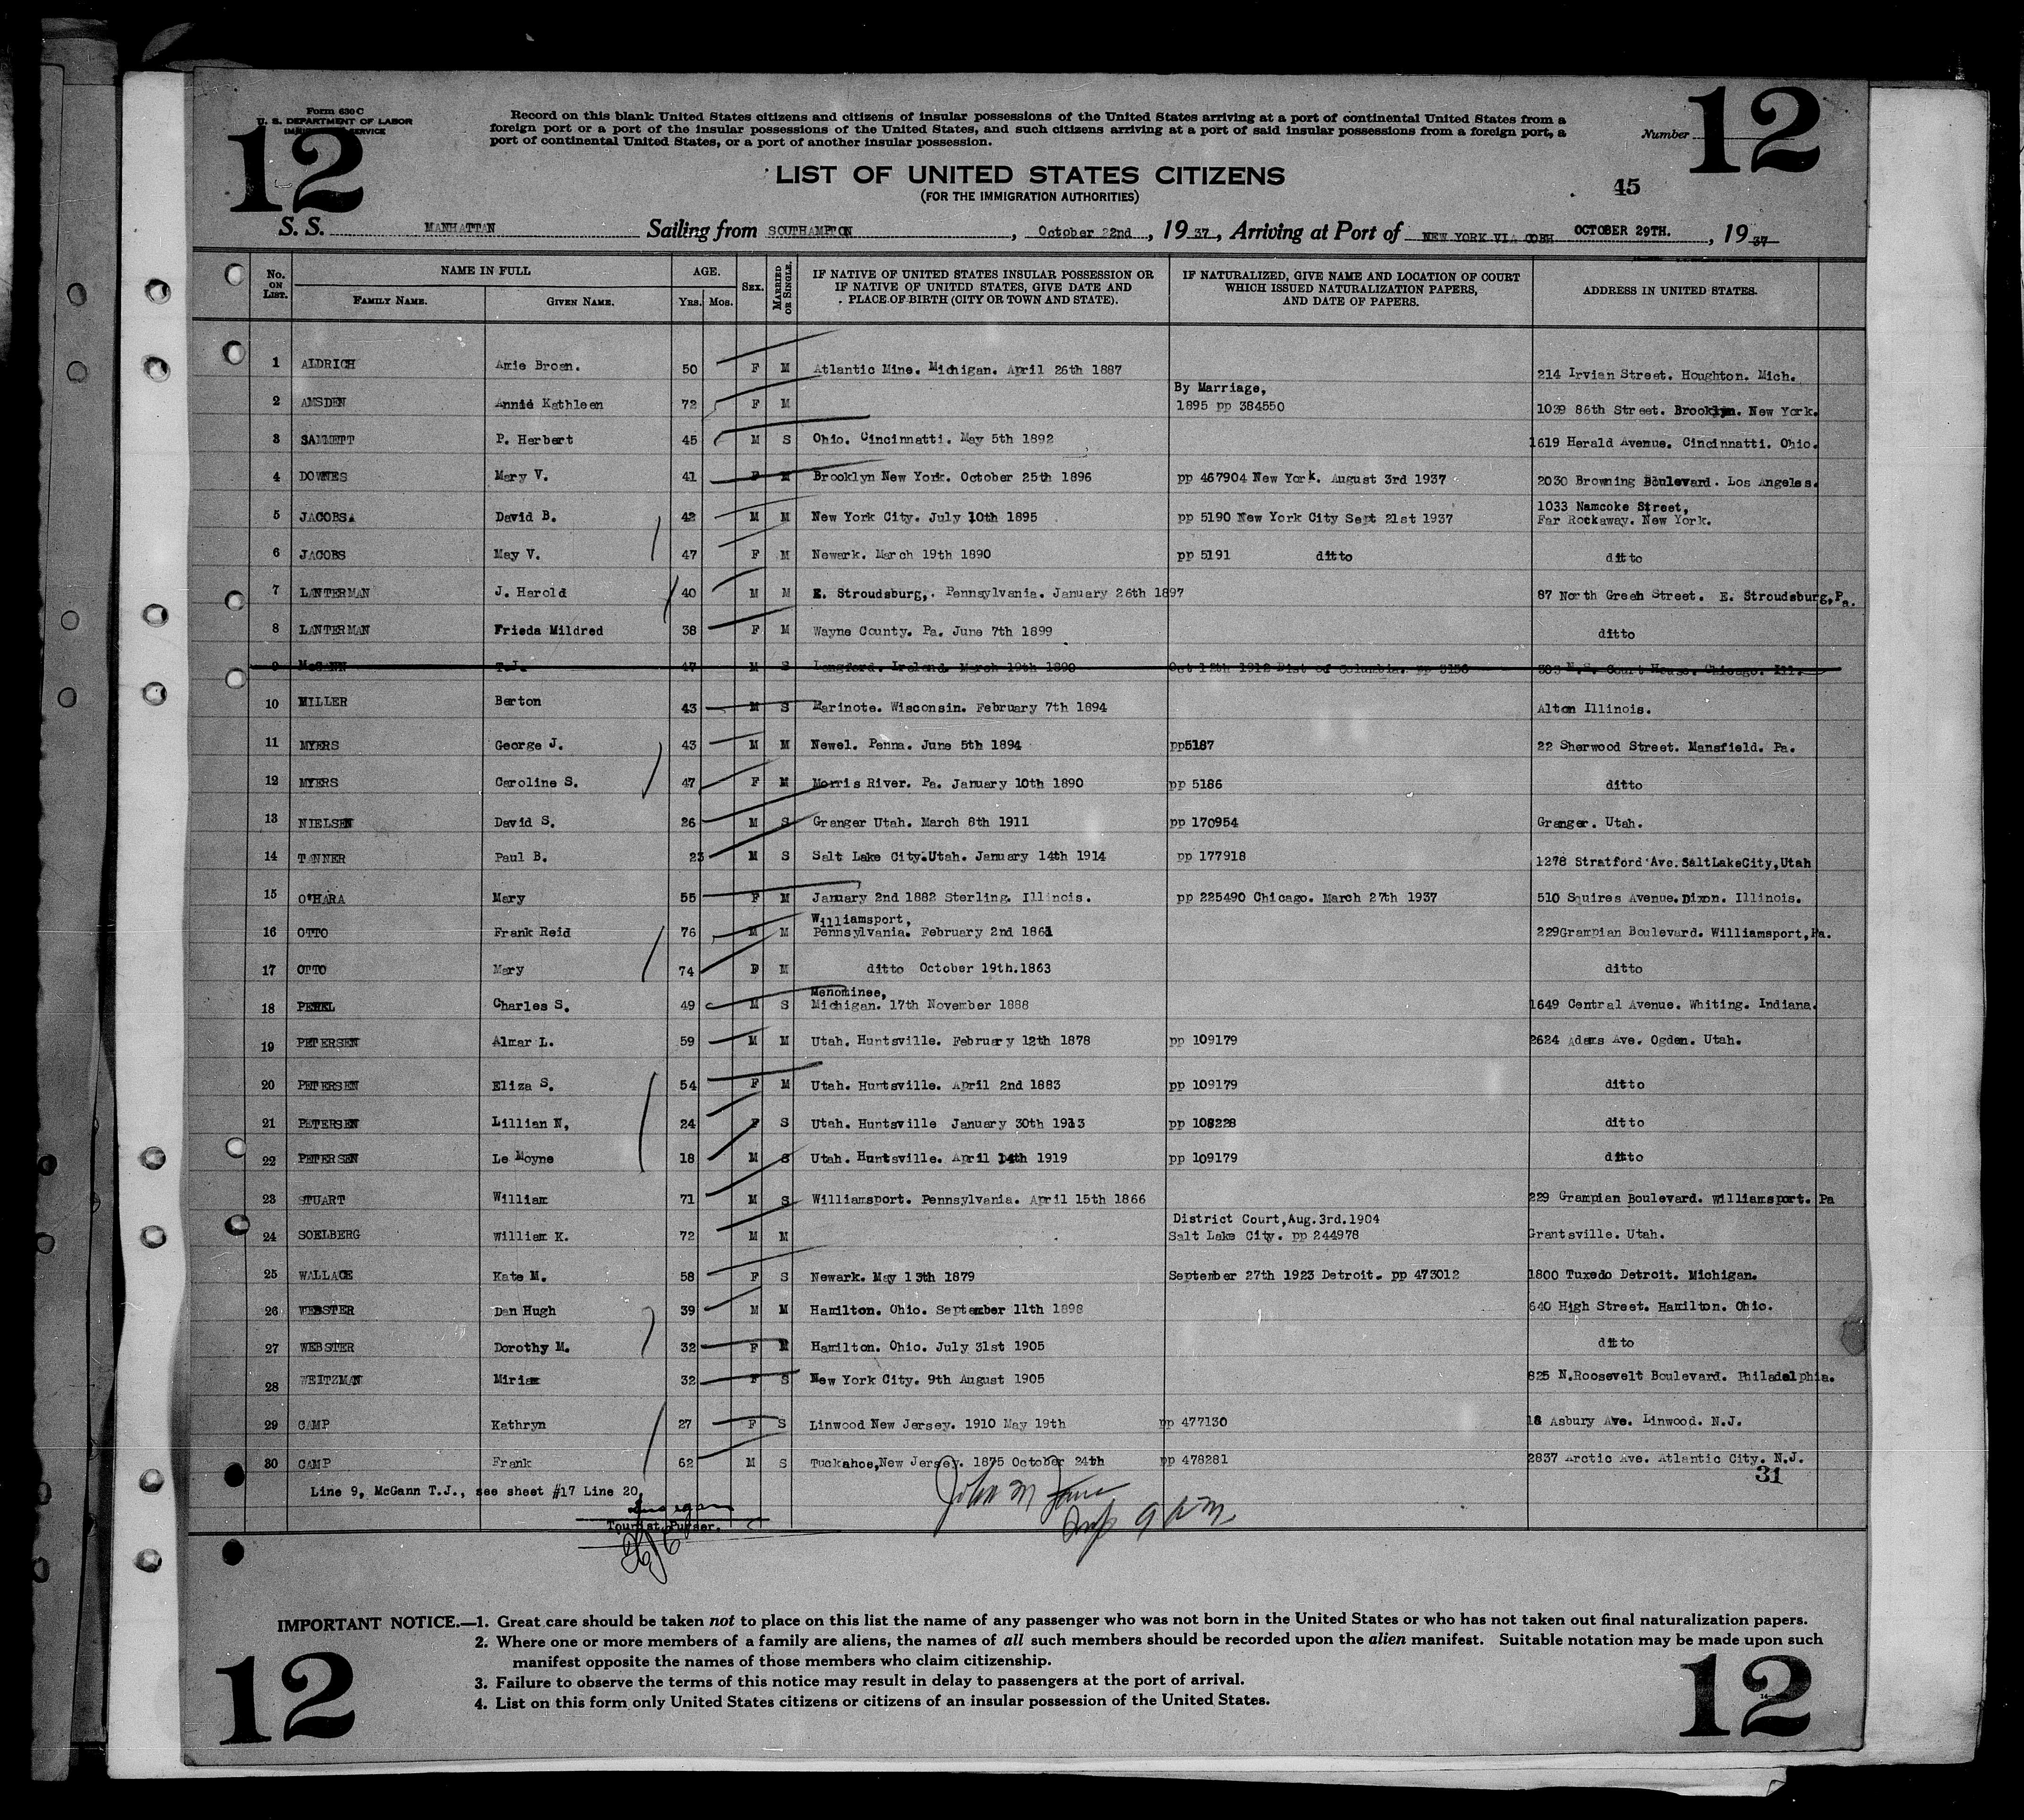 12
Form 630 C
U. S. DEPARTMENT OF LABOR
IMMIGRATION SERVICE
Record on this blank United States citizens and citizens of insular possessions of the United States arriving at a port of continental United States from a
foreign port or a port of the insular possessions of the United States, and such citizens arriving at a port of said insular possessions from a foreign port, a
port of continental United States, or a port of another insular possession.
Number
12
LIST OF UNITED STATES CITIZENS
(FOR THE IMMIGRATION AUTHORITIES)
45
S. S. MANHATTAN Sailing from SOUTHAMPTON, October 22nd, 1937, Arriving at Port of NEW YORK VIA COBH OCTOBER 29TH., 1937
No. ON LIST. NAME IN FULL FAMILY NAME. GIVEN NAME. AGE. YRS. MOS. SEX. MARRIED OR SINGLE. IF NATIVE OF UNITED STATES INSULAR POSSESSION OR IF NATIVE OF UNITED STATES, GIVE DATE AND PLACE OF BIRTH (CITY OR TOWN AND STATE). IF NATURALIZED, GIVE NAME AND LOCATION OF COURT WHICH ISSUED NATURALIZATION PAPERS, AND DATE OF PAPERS. ADDRESS IN UNITED STATES.
1 ALDRICH Amie 50 F M Atlantic Mine. Michigan. April 26th 1887 214 Irvian Street. Houghton. Mich.
2 AMSDEN Annie Kathleen 72 F M By Marriage, 1895 pp 384550 1039 86th Street. Brooklyn. New York.
3 SAMMETT P. Herbert 45 M S Ohio. Cincinnatti. May 5th 1892 1619 Herald Avenue. Cincinnatti. Ohio.
4 DOWNES Mary V. 41 F M Brooklyn New York. October 25th 1896 pp 467904 New York. August 3rd 1937 2030 Browning Boulevard. Los Angeles.
5 JACOBS David B. 42 M M New York City. July 10th 1895 pp 5190 New York City Sept 21st 1937 1033 Namcoke Street, Far Rockaway. New York.
6 JACOBS May V. 47 F M Newark. March 19th 1890 pp 5191 ditto ditto
7 LANTERMAN J. Harold 40 M M E. Stroudsburg,. Pennsylvania. January 26th 1897 87 North Green Street. E. Stroudsburg,Pa.
8 LANTERMAN Frieda Mildred 38 F M Wayne County. Pa. June 7th 1899 ditto
9 McGANN T.J. 47 M S Longford. Ireland. March 19th 1890 Oct 12th 1912 Dist of Columbia. pp 5156 Court House. Chicago. Ill.
10 MILLER Berton 43 M S Marinote. Wisconsin. February 7th 1894 Alton Illinois.
11 MYERS George J. 43 M M Newel. Penna. June 5th 1894 pp5187 22 Sherwood Street. Mansfield. Pa.
12 MYERS Caroline S. 47 F M Morris River. Pa. January 10th 1890 pp 5186 ditto
13 NIELSEN David S. 26 M S Granger Utah. March 8th 1911 pp 170954 Granger. Utah.
14 TANNER Paul B. 23 M S Salt Lake City.Utah. January 14th 1914 pp 177918 1278 Stratford Ave. SaltLakeCity,Utah
15 O'HARA Mary 55 F M January 2nd 1882 Sterling. Illinois. pp 225490 Chicago. March 27th 1937 510 Squires Avenue.Dixon. Illinois.
16 OTTO Frank Reid 76 M M Williamsport, Pennsylvania. February 2nd 1861 229Grampian Boulevard. Williamsport,Pa.
17 OTTO Mary 74 F M ditto October 19th.1863 ditto
18 Charles S. 49 M S Menominee, Michigan. 17th November 1888 1649 Central Avenue. Whiting. Indiana.
19 PETERSEN Almar L. 59 M M Utah. Huntsville. February 12th 1878 pp 109179 2624 Adams Ave. Ogden. Utah.
20 PETERSEN Eliza S. 54 F M Utah. Huntsville. April 2nd 1883 pp 109179 ditto
21 PETERSEN Lillian N, 24 F S Utah. Huntsville January 30th 1913 pp 108228 ditto
22 PETERSEN Le Moyne 18 M S Utah. Huntsville. April 14th 1919 pp 109179 ditto
23 STUART William 71 M S Williamsport. Pennsylvania. April 15th 1866 229 Grampian Boulevard. Williamsport. Pa
24 SOELBERG William K. 72 M M District Court,Aug.3rd.1904 Salt Lake City. pp 244978 Grantsville. Utah.
25 WALLACE Kate M. 58 F S Newark. May 13th 1879 September 27th 1923 Detroit. pp 473012 1800 Tuxedo Detroit. Michigan.
26 WEBSTER Dan Hugh 39 M M Hamilton. Ohio. September 11th 1898 640 High Street. Hamilton. Ohio.
27 WEBSTER Dorothy M. 32 F M Hamilton. Ohio. July 31st 1905 ditto
28 WEITZMAN Miriam 32 F S New York City. 9th August 1905 825 N.Roosevelt Boulevard. Philadelphia.
29 CAMP Kathryn 27 F S Linwood New Jersey. 1910 May 19th pp 477130 18 Asbury Ave. Linwood. N.J.
30 CAMP Frank 62 M S Tuckahoe,New Jersey. 1875 October 24th pp 478281 2837 Arctic Ave. Atlantic City. N.J.
31
Line 9, McGann T.J., see sheet #17 Line 20,
John M
Tourist Purser.
IMPORTANT NOTICE.—1. Great care should be taken not to place on this list the name of any passenger who was not born in the United States or who has not taken out final naturalization papers.
2. Where one or more members of a family are aliens, the names of all such members should be recorded upon the alien manifest. Suitable notation may be made upon such
manifest opposite the names of those members who claim citizenship.
3. Failure to observe the terms of this notice may result in delay to passengers at the port of arrival.
4. List on this form only United States citizens or citizens of an insular possession of the United States.
12
12